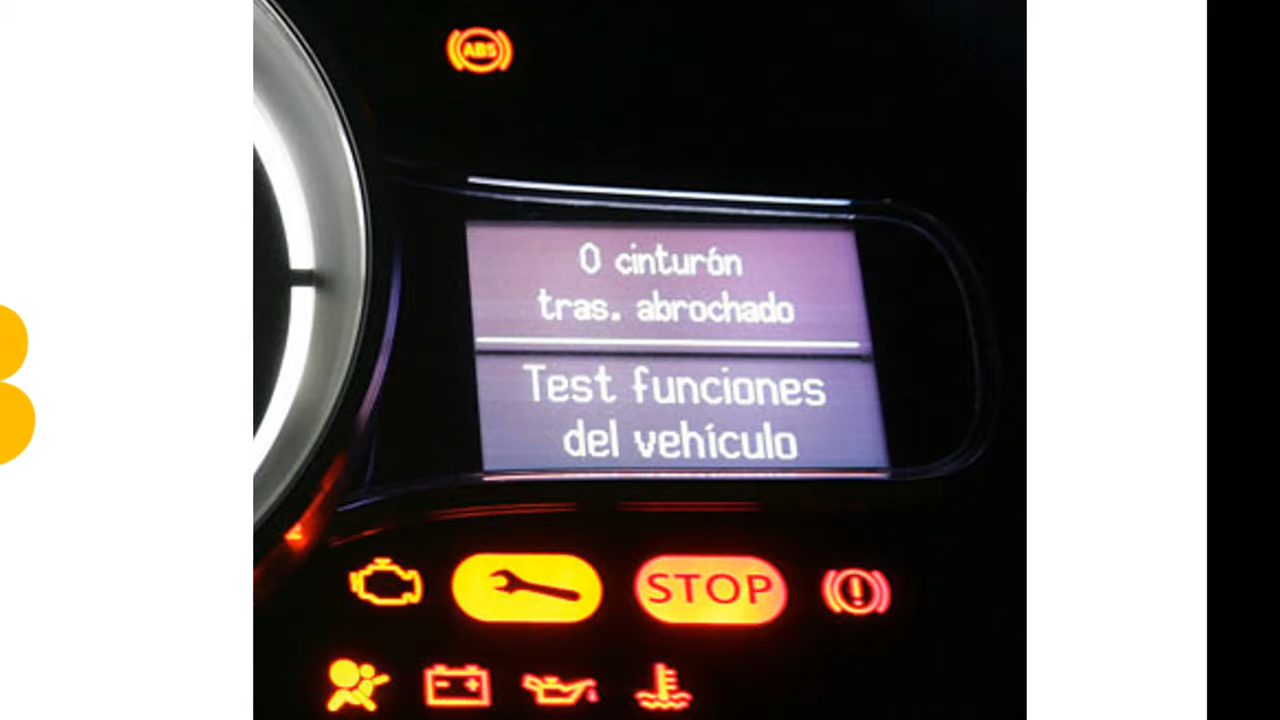 ABS
0 cinturón
tras. abrochado
Test funciones
del vehículo
STOP